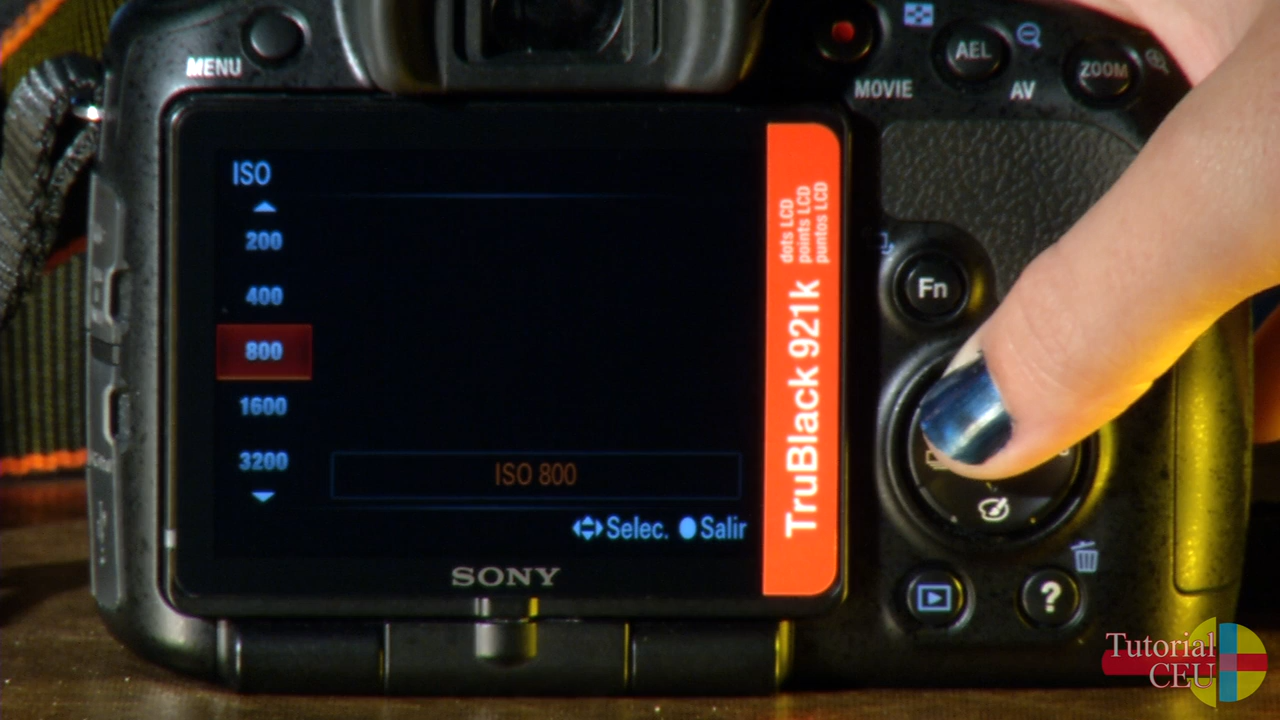 MENU
MOVIE
AEL
AV
ZOOM
ISO
200
400
800
1600
3200
ISO 800
Selec. Salir
TruBlack 921k
dots LCD
points LCD
puntos LCD
Fn
SONY
?
Tutorial
CEU